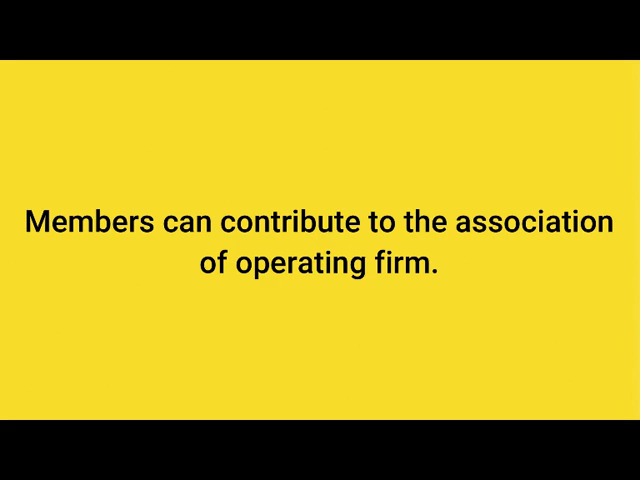 Members can contribute to the association
of operating firm.